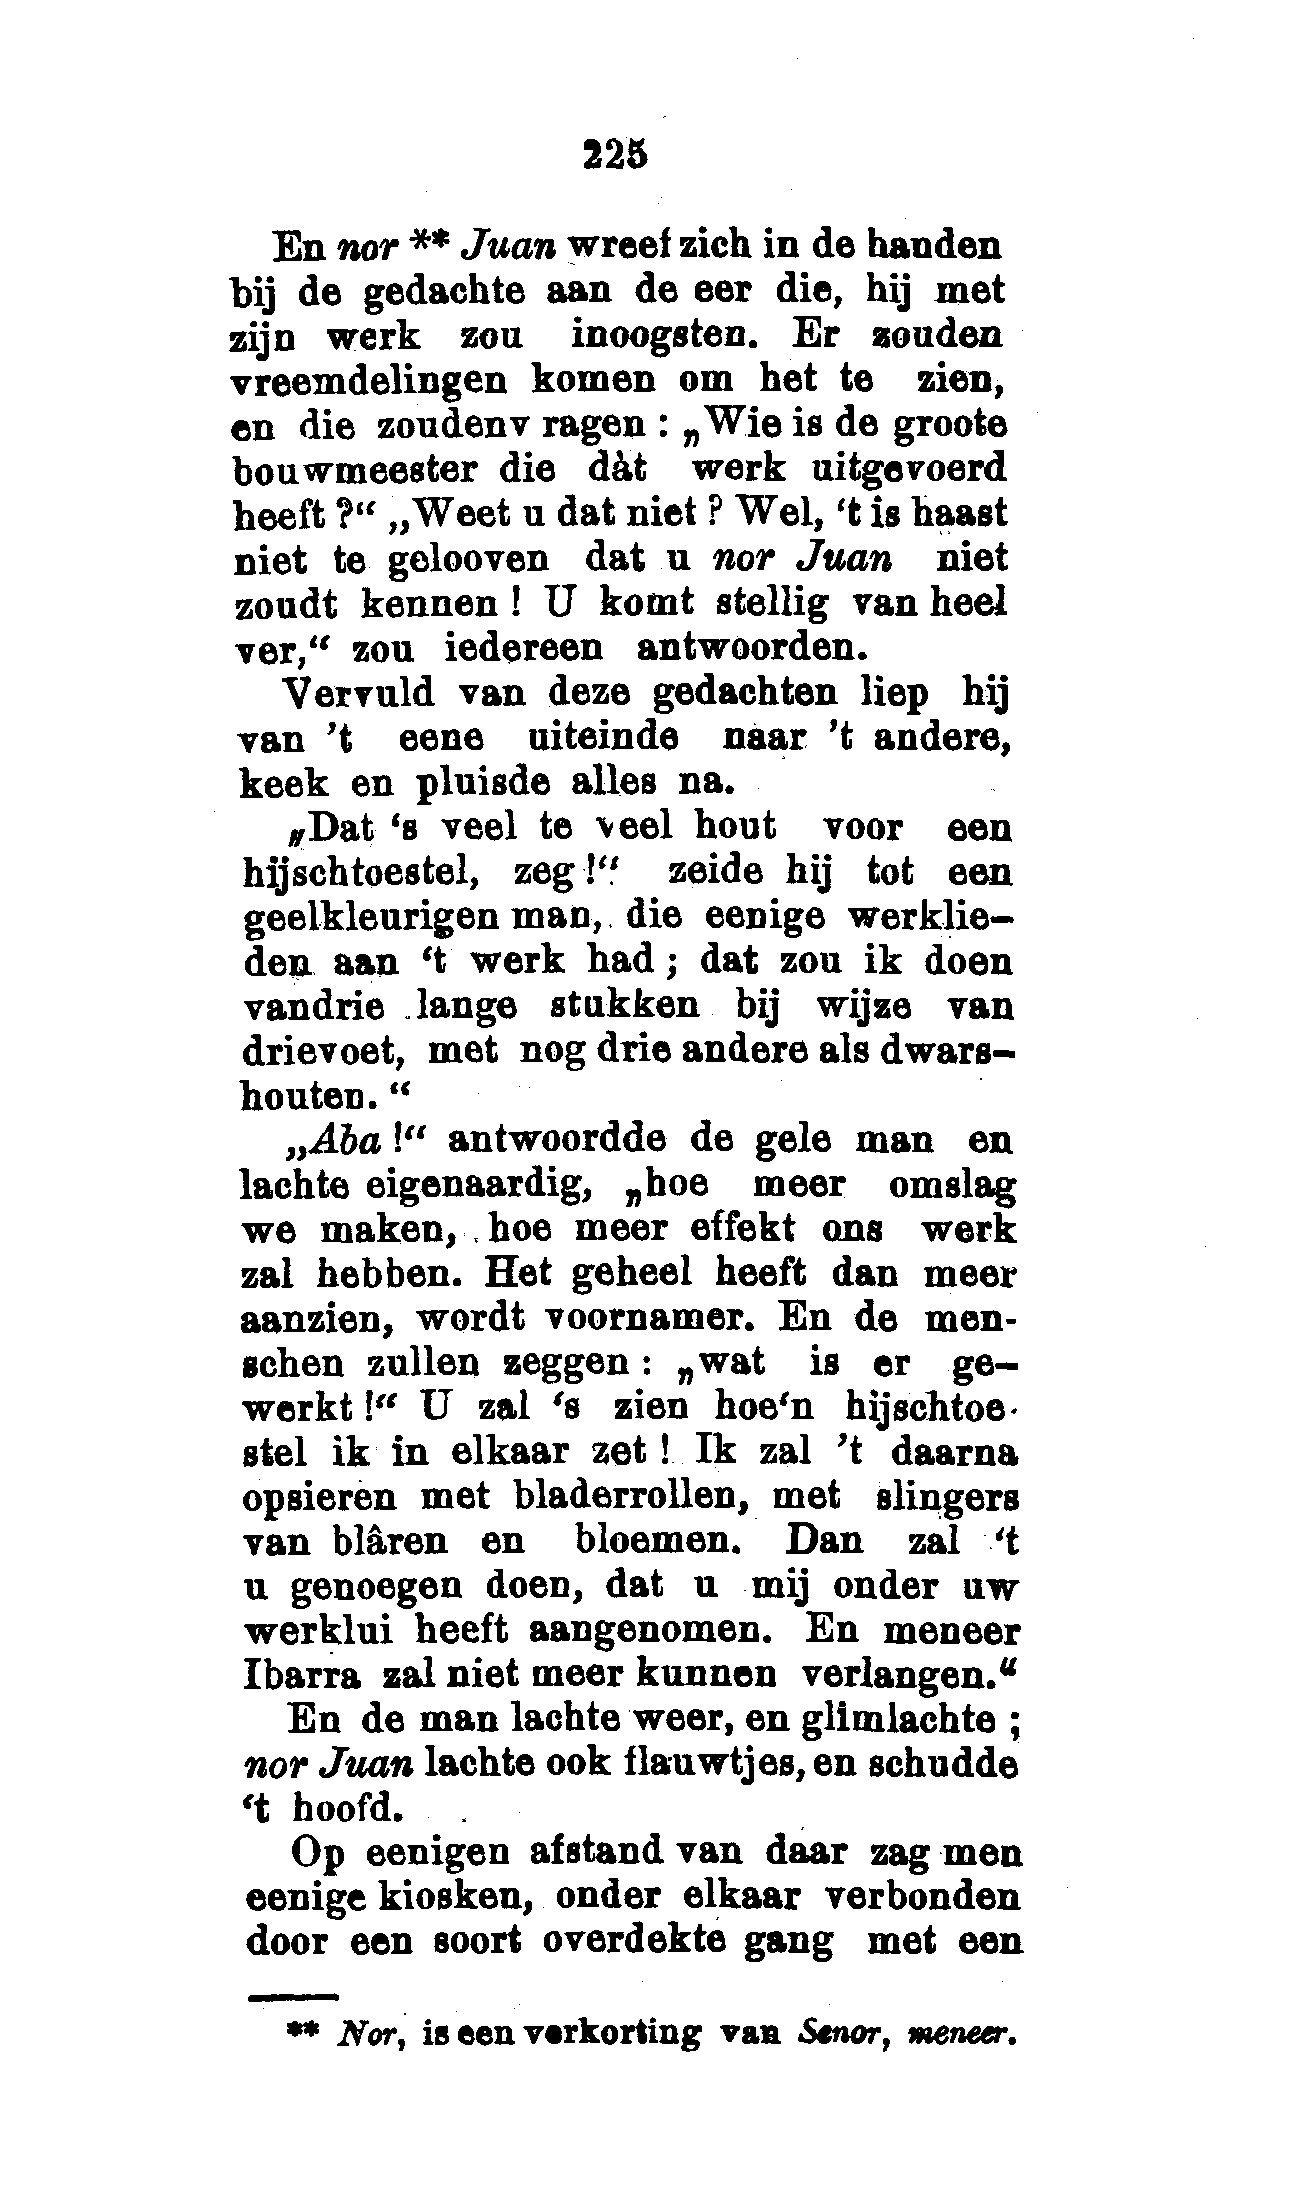 225
En nor ** Juan wreef zich in de handen
bij de gedachte aan de eer die, hij met
zijn werk zou inoogsten. Er zouden
vreemdelingen komen om het te zien,
en die zoudenv ragen : „Wie is de groote
bouwmeester die dàt werk uitgevoerd
heeft ?“ „Weet u dat niet ? Wel, ‘t is haast
niet te gelooven dat u nor Juan niet
zoudt kennen ! U komt stellig van heel
ver,“ zou iedereen antwoorden.
Vervuld van deze gedachten liep hij
van ’t eene uiteinde naar ’t andere,
keek en pluisde alles na.
„Dat ‘s veel te veel hout voor een
hijschtoestel, zeg !“ zeide hij tot een
geelkleurigen man, die eenige werklie-
den aan ‘t werk had ; dat zou ik doen
vandrie lange stukken bij wijze van
drievoet, met nog drie andere als dwars-
houten. “
„Aba !“ antwoordde de gele man en
lachte eigenaardig, „hoe meer omslag
we maken, hoe meer effekt ons werk
zal hebben. Het geheel heeft dan meer
aanzien, wordt voornamer. En de men-
schen zullen zeggen : „wat is er ge-
werkt !“ U zal ‘s zien hoe‘n hijschtoe-
stel ik in elkaar zet ! Ik zal ’t daarna
opsieren met bladerrollen, met slingers
van blâren en bloemen. Dan zal ‘t
u genoegen doen, dat u mij onder uw
werklui heeft aangenomen. En meneer
Ibarra zal niet meer kunnen verlangen.“
En de man lachte weer, en glimlachte ;
nor Juan lachte ook flauwtjes, en schudde
‘t hoofd.
Op eenigen afstand van daar zag men
eenige kiosken, onder elkaar verbonden
door een soort overdekte gang met een
** Nor, is een verkorting van Senor, meneer.